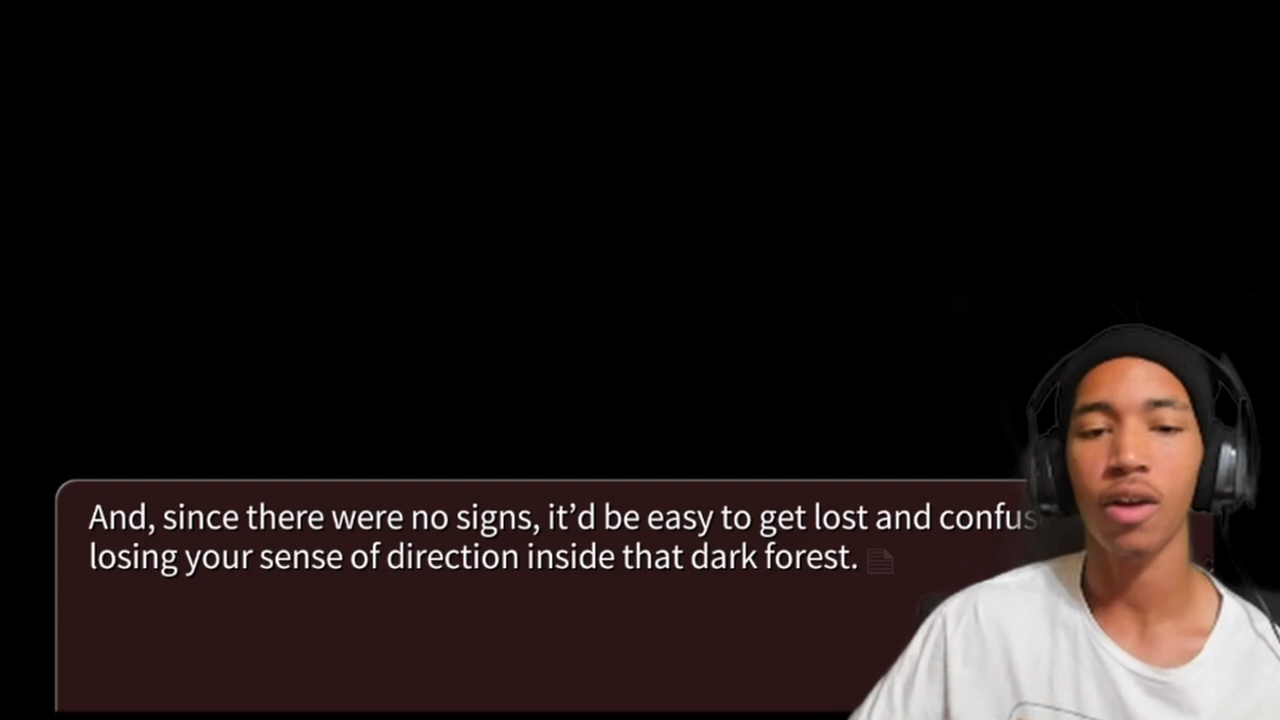 And, since there were no signs, it’d be easy to get lost and
losing your sense of direction inside that dark forest.